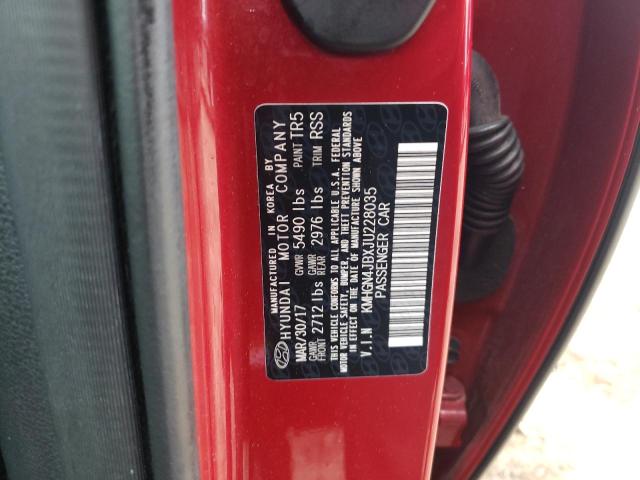 MANUFACTURED IN KOREA BY
HYUNDAI MOTOR COMPANY
MAR/30/17 GVWR 5490 lbs PAINT TR5
GAWR FRONT 2712 lbs GAWR REAR 2976 lbs TRIM RSS
THIS VEHICLE CONFORMS TO ALL APPLICABLE U.S.A. FEDERAL
MOTOR VEHICLE SAFETY, BUMPER, AND THEFT PREVENTION STANDARDS
IN EFFECT ON THE DATE OF MANUFACTURE SHOWN ABOVE
V.I.N KMHGN4JBXJU228035
PASSENGER CAR